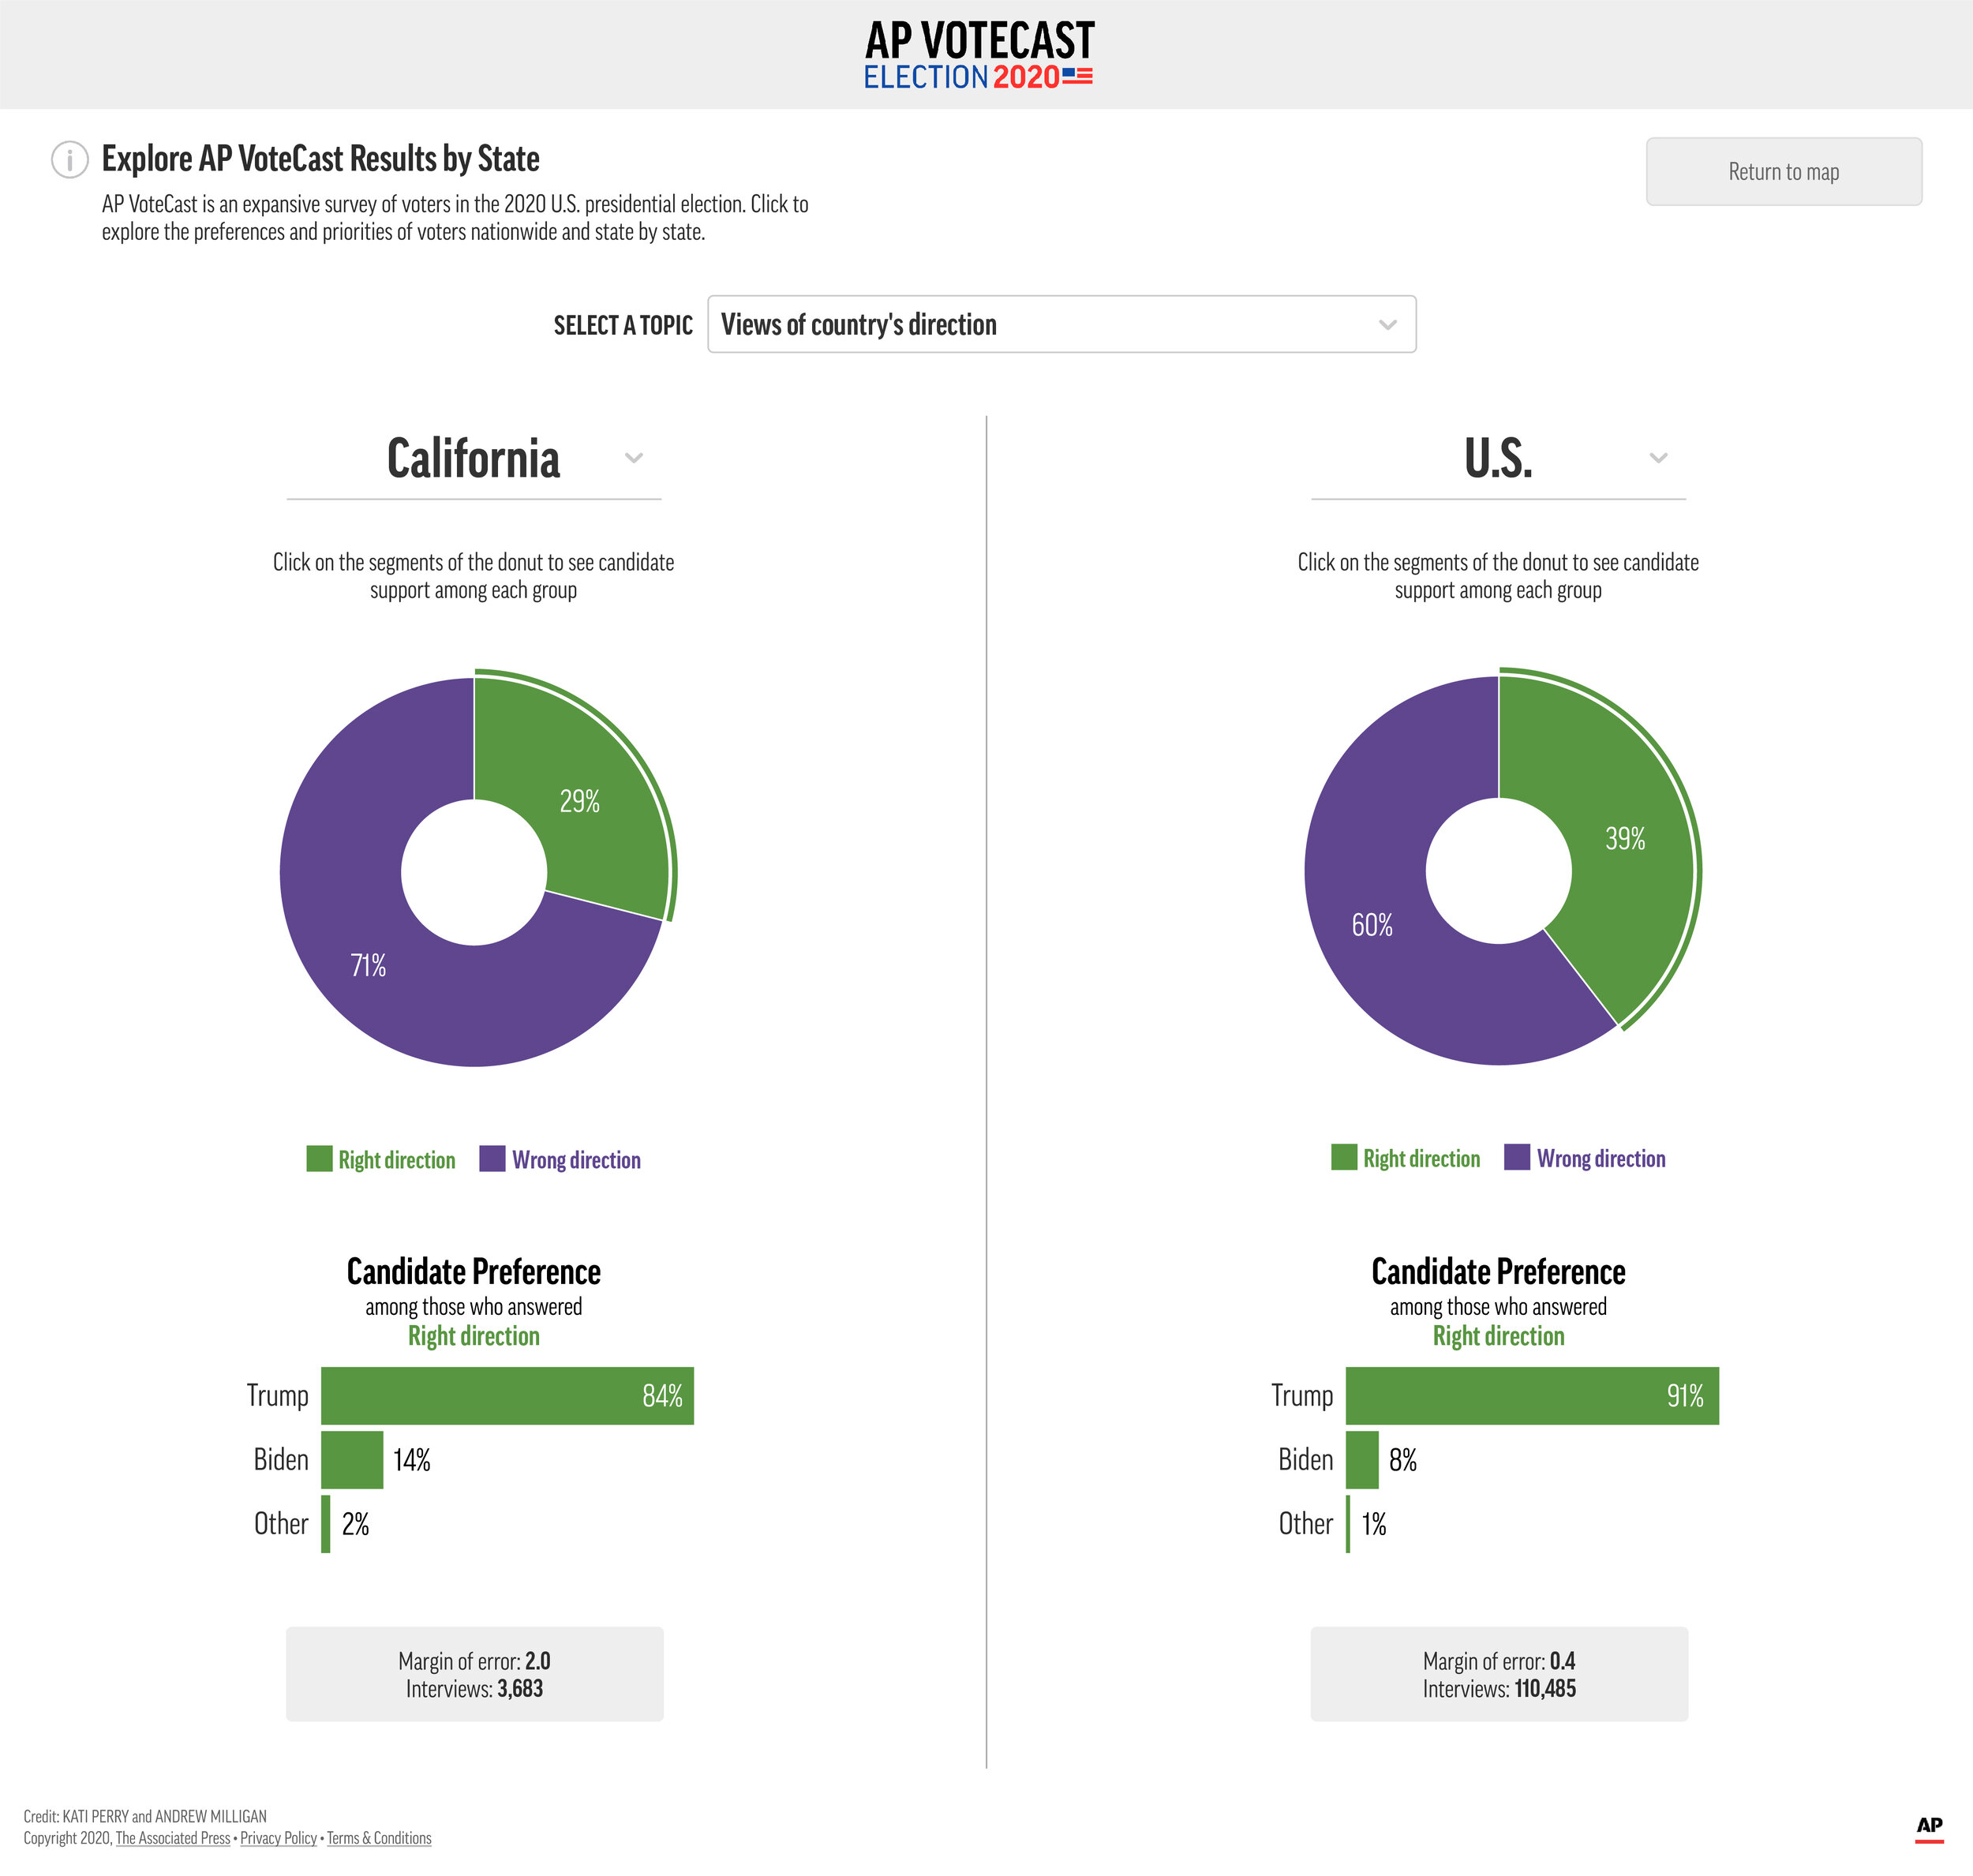 AP VOTECAST
ELECTION 2020
Explore AP VoteCast Results by State
AP VoteCast is an expansive survey of voters in the 2020 U.S. presidential election. Click to
explore the preferences and priorities of voters nationwide and state by state.
Return to map
SELECT A TOPIC
Views of country's direction
California
Click on the segments of the donut to see candidate
support among each group
29%
71%
Right direction
Wrong direction
Candidate Preference
among those who answered
Right direction
Trump 84%
Biden 14%
Other 2%
Margin of error: 2.0
Interviews: 3,683
U.S.
Click on the segments of the donut to see candidate
support among each group
39%
60%
Right direction
Wrong direction
Candidate Preference
among those who answered
Right direction
Trump 91%
Biden 8%
Other 1%
Margin of error: 0.4
Interviews: 110,485
Credit: KATI PERRY and ANDREW MILLIGAN
Copyright 2020, The Associated Press • Privacy Policy • Terms & Conditions
AP